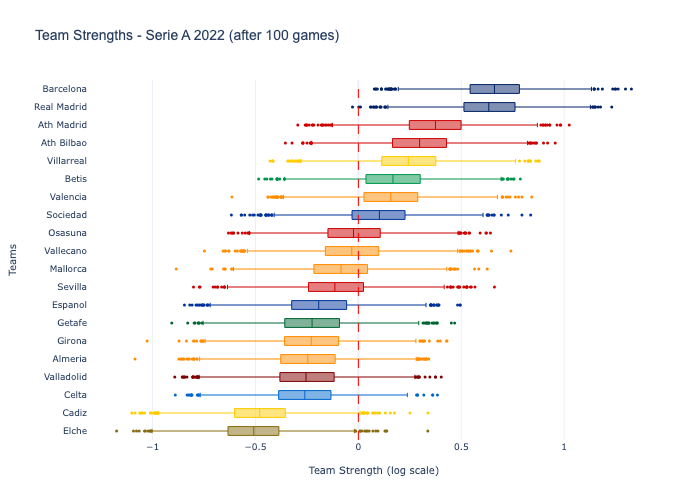 Team Strengths - Serie A 2022 (after 100 games)
Barcelona
Real Madrid
Ath Madrid
Ath Bilbao
Villarreal
Betis
Valencia
Sociedad
Osasuna
Vallecano
Mallorca
Sevilla
Espanol
Getafe
Girona
Almeria
Valladolid
Celta
Cadiz
Elche
Teams
−1 −0.5 0 0.5 1
Team Strength (log scale)